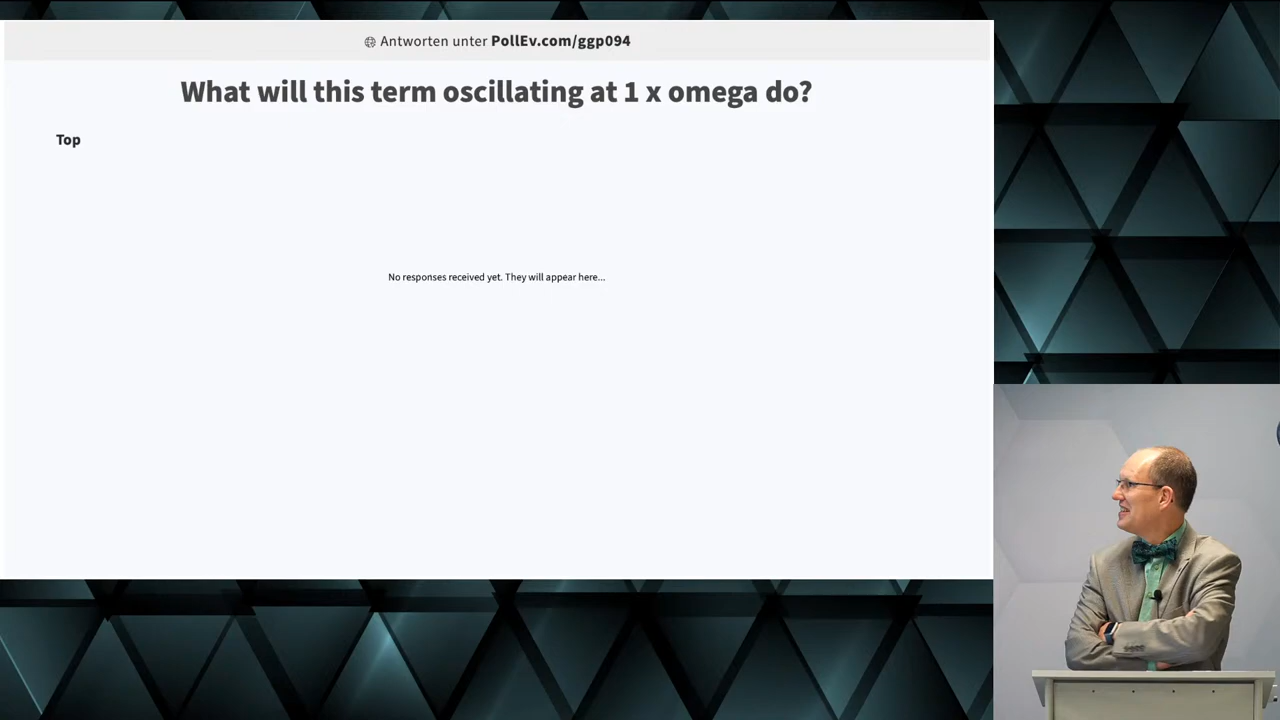 Antworten unter PollEv.com/ggp094
What will this term oscillating at 1 x omega do?
Top
No responses received yet. They will appear here...